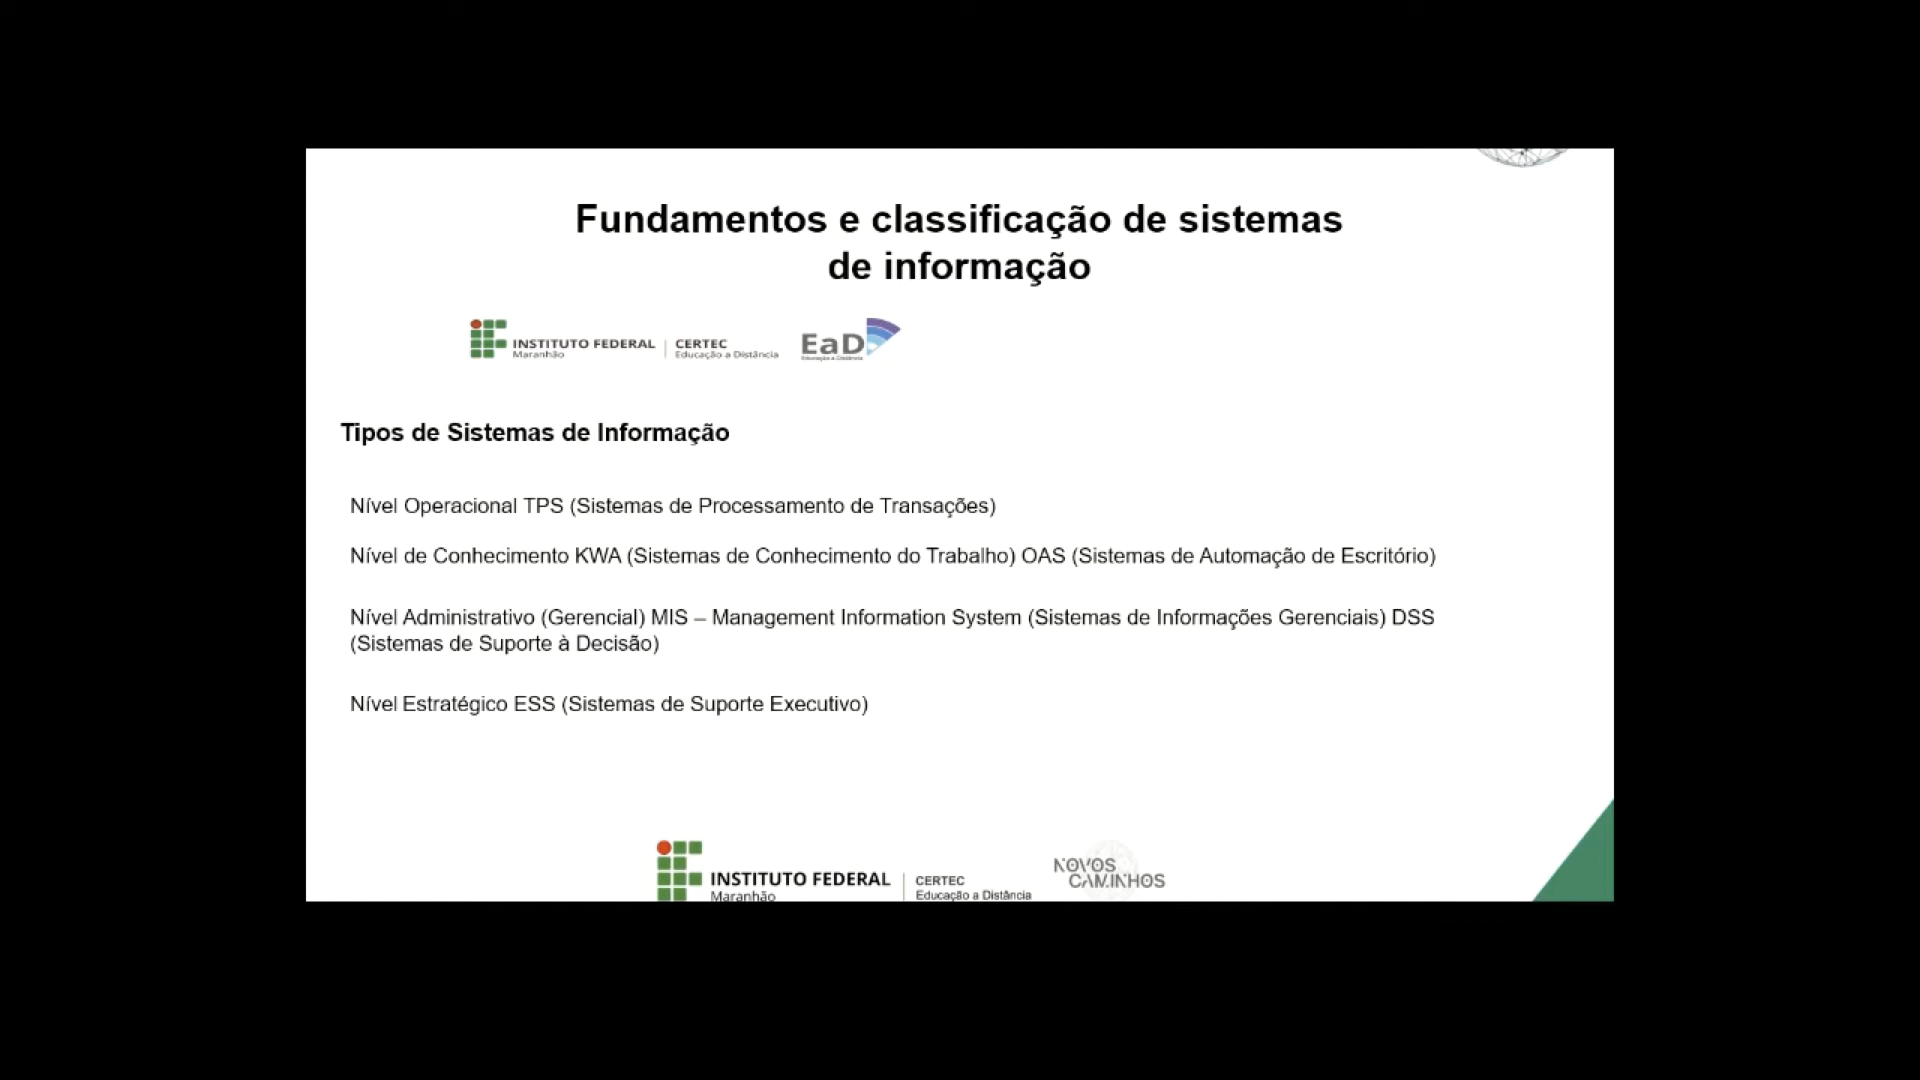 Fundamentos e classificação de sistemas
de informação
INSTITUTO FEDERAL
Maranhão
CERTEC
Educação a Distância
EaD
Educação a Distância
Tipos de Sistemas de Informação
Nível Operacional TPS (Sistemas de Processamento de Transações)
Nível de Conhecimento KWA (Sistemas de Conhecimento do Trabalho) OAS (Sistemas de Automação de Escritório)
Nível Administrativo (Gerencial) MIS – Management Information System (Sistemas de Informações Gerenciais) DSS
(Sistemas de Suporte à Decisão)
Nível Estratégico ESS (Sistemas de Suporte Executivo)
INSTITUTO FEDERAL
Maranhão
CERTEC
Educação a Distância
NOVOS
CAMINHOS